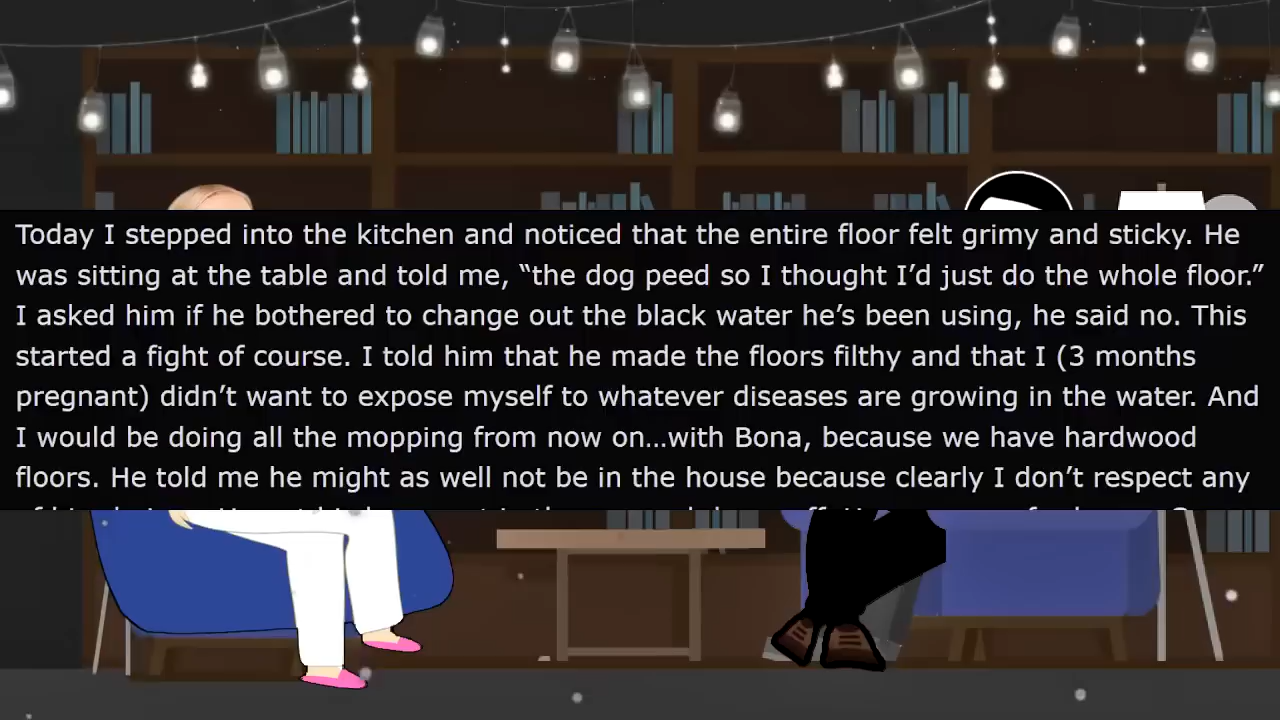 Today I stepped into the kitchen and noticed that the entire floor felt grimy and sticky. He
was sitting at the table and told me, “the dog peed so I thought I’d just do the whole floor.”
I asked him if he bothered to change out the black water he’s been using, he said no. This
started a fight of course. I told him that he made the floors filthy and that I (3 months
pregnant) didn’t want to expose myself to whatever diseases are growing in the water. And
I would be doing all the mopping from now on…with Bona, because we have hardwood
floors. He told me he might as well not be in the house because clearly I don’t respect any